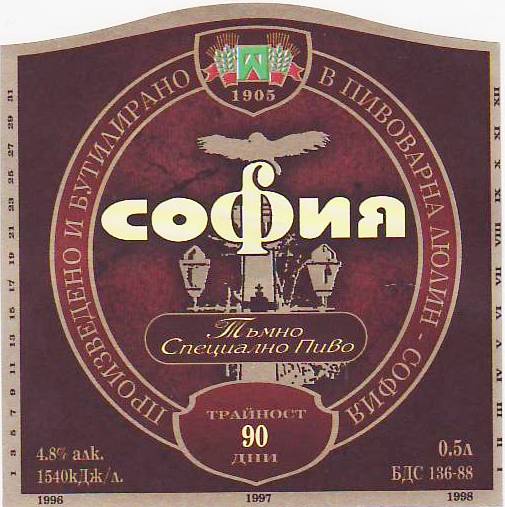 1905
ПРОИЗВЕДЕНО И БУТИЛИРАНО В ПИВОВАРНА ЛЮЛИН - СОФИЯ
СОФИЯ
Тъмно
Специално Пиво
ТРАЙНОСТ
90
ДНИ
4.8% алк.
1540кДж/л.
0.5л
БДС 136-88
1 3 5 7 9 11 13 15 17 19 21 23 25 27 29 31
I II III IV V VI VII VIII IX X XI XII
1996 1997 1998